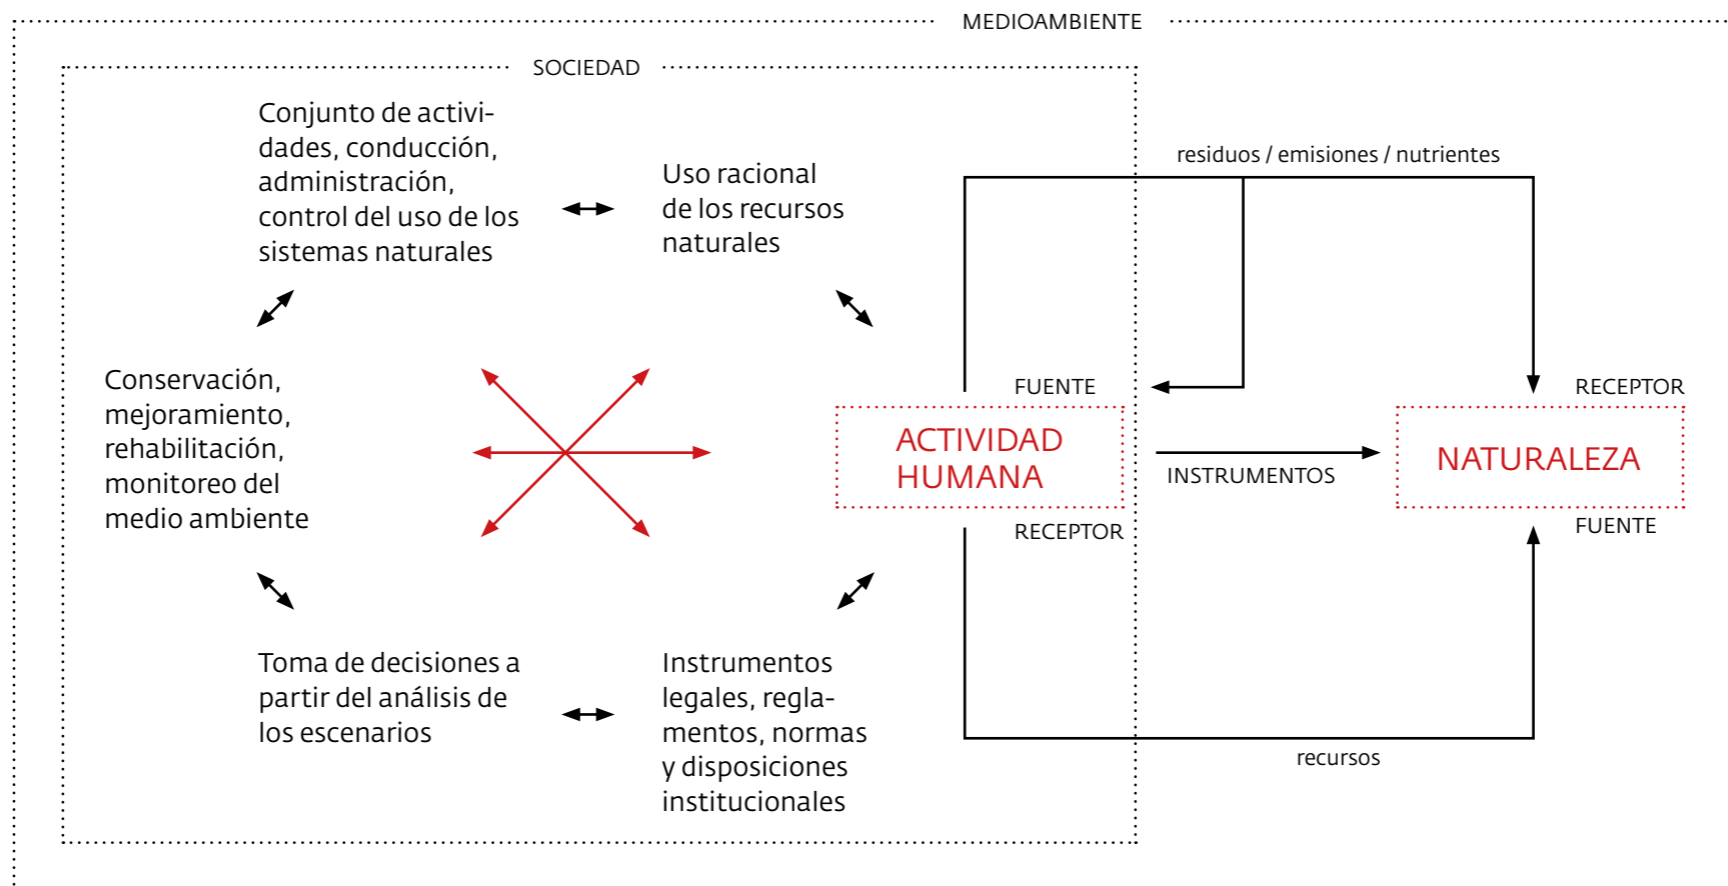 MEDIOAMBIENTE
SOCIEDAD
Conjunto de activi-
dades, conducción,
administración,
control del uso de los
sistemas naturales
Uso racional
de los recursos
naturales
residuos / emisiones / nutrientes
Conservación,
mejoramiento,
rehabilitación,
monitoreo del
medio ambiente
FUENTE
ACTIVIDAD
HUMANA
RECEPTOR
INSTRUMENTOS
RECEPTOR
NATURALEZA
FUENTE
Toma de decisiones a
partir del análisis de
los escenarios
Instrumentos
legales, regla-
mentos, normas
y disposiciones
institucionales
recursos